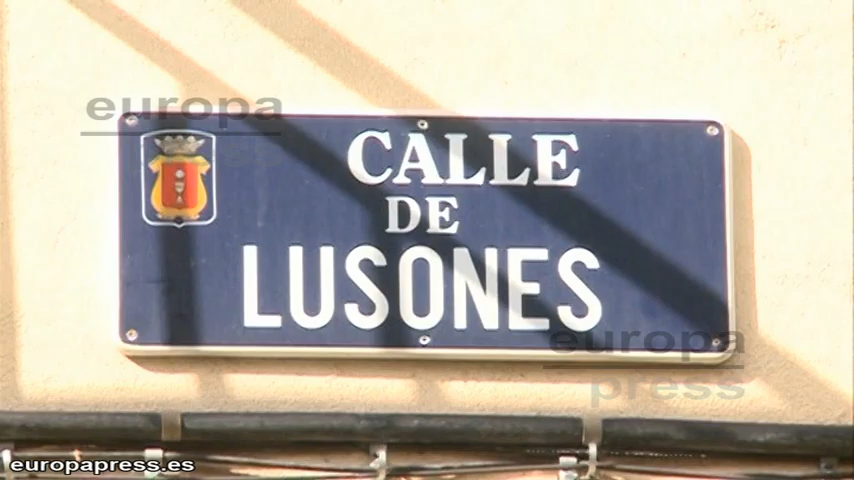 europa
CALLE
DE
LUSONES
europa
press
europapress.es